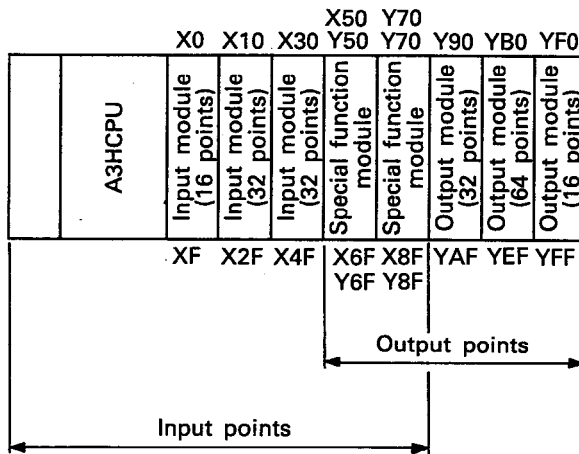 X50 Y70
X0 X10 X30 Y50 Y70 Y90 YB0 YF0
A3HCPU
Input module
(16 points)
Input module
(32 points)
Input module
(32 points)
Special function
module
Special function
module
Output module
(32 points)
Output module
(64 points)
Output module
(16 points)
XF X2F X4F X6F X8F YAF YEF YFF
Y6F Y8F
Output points
Input points